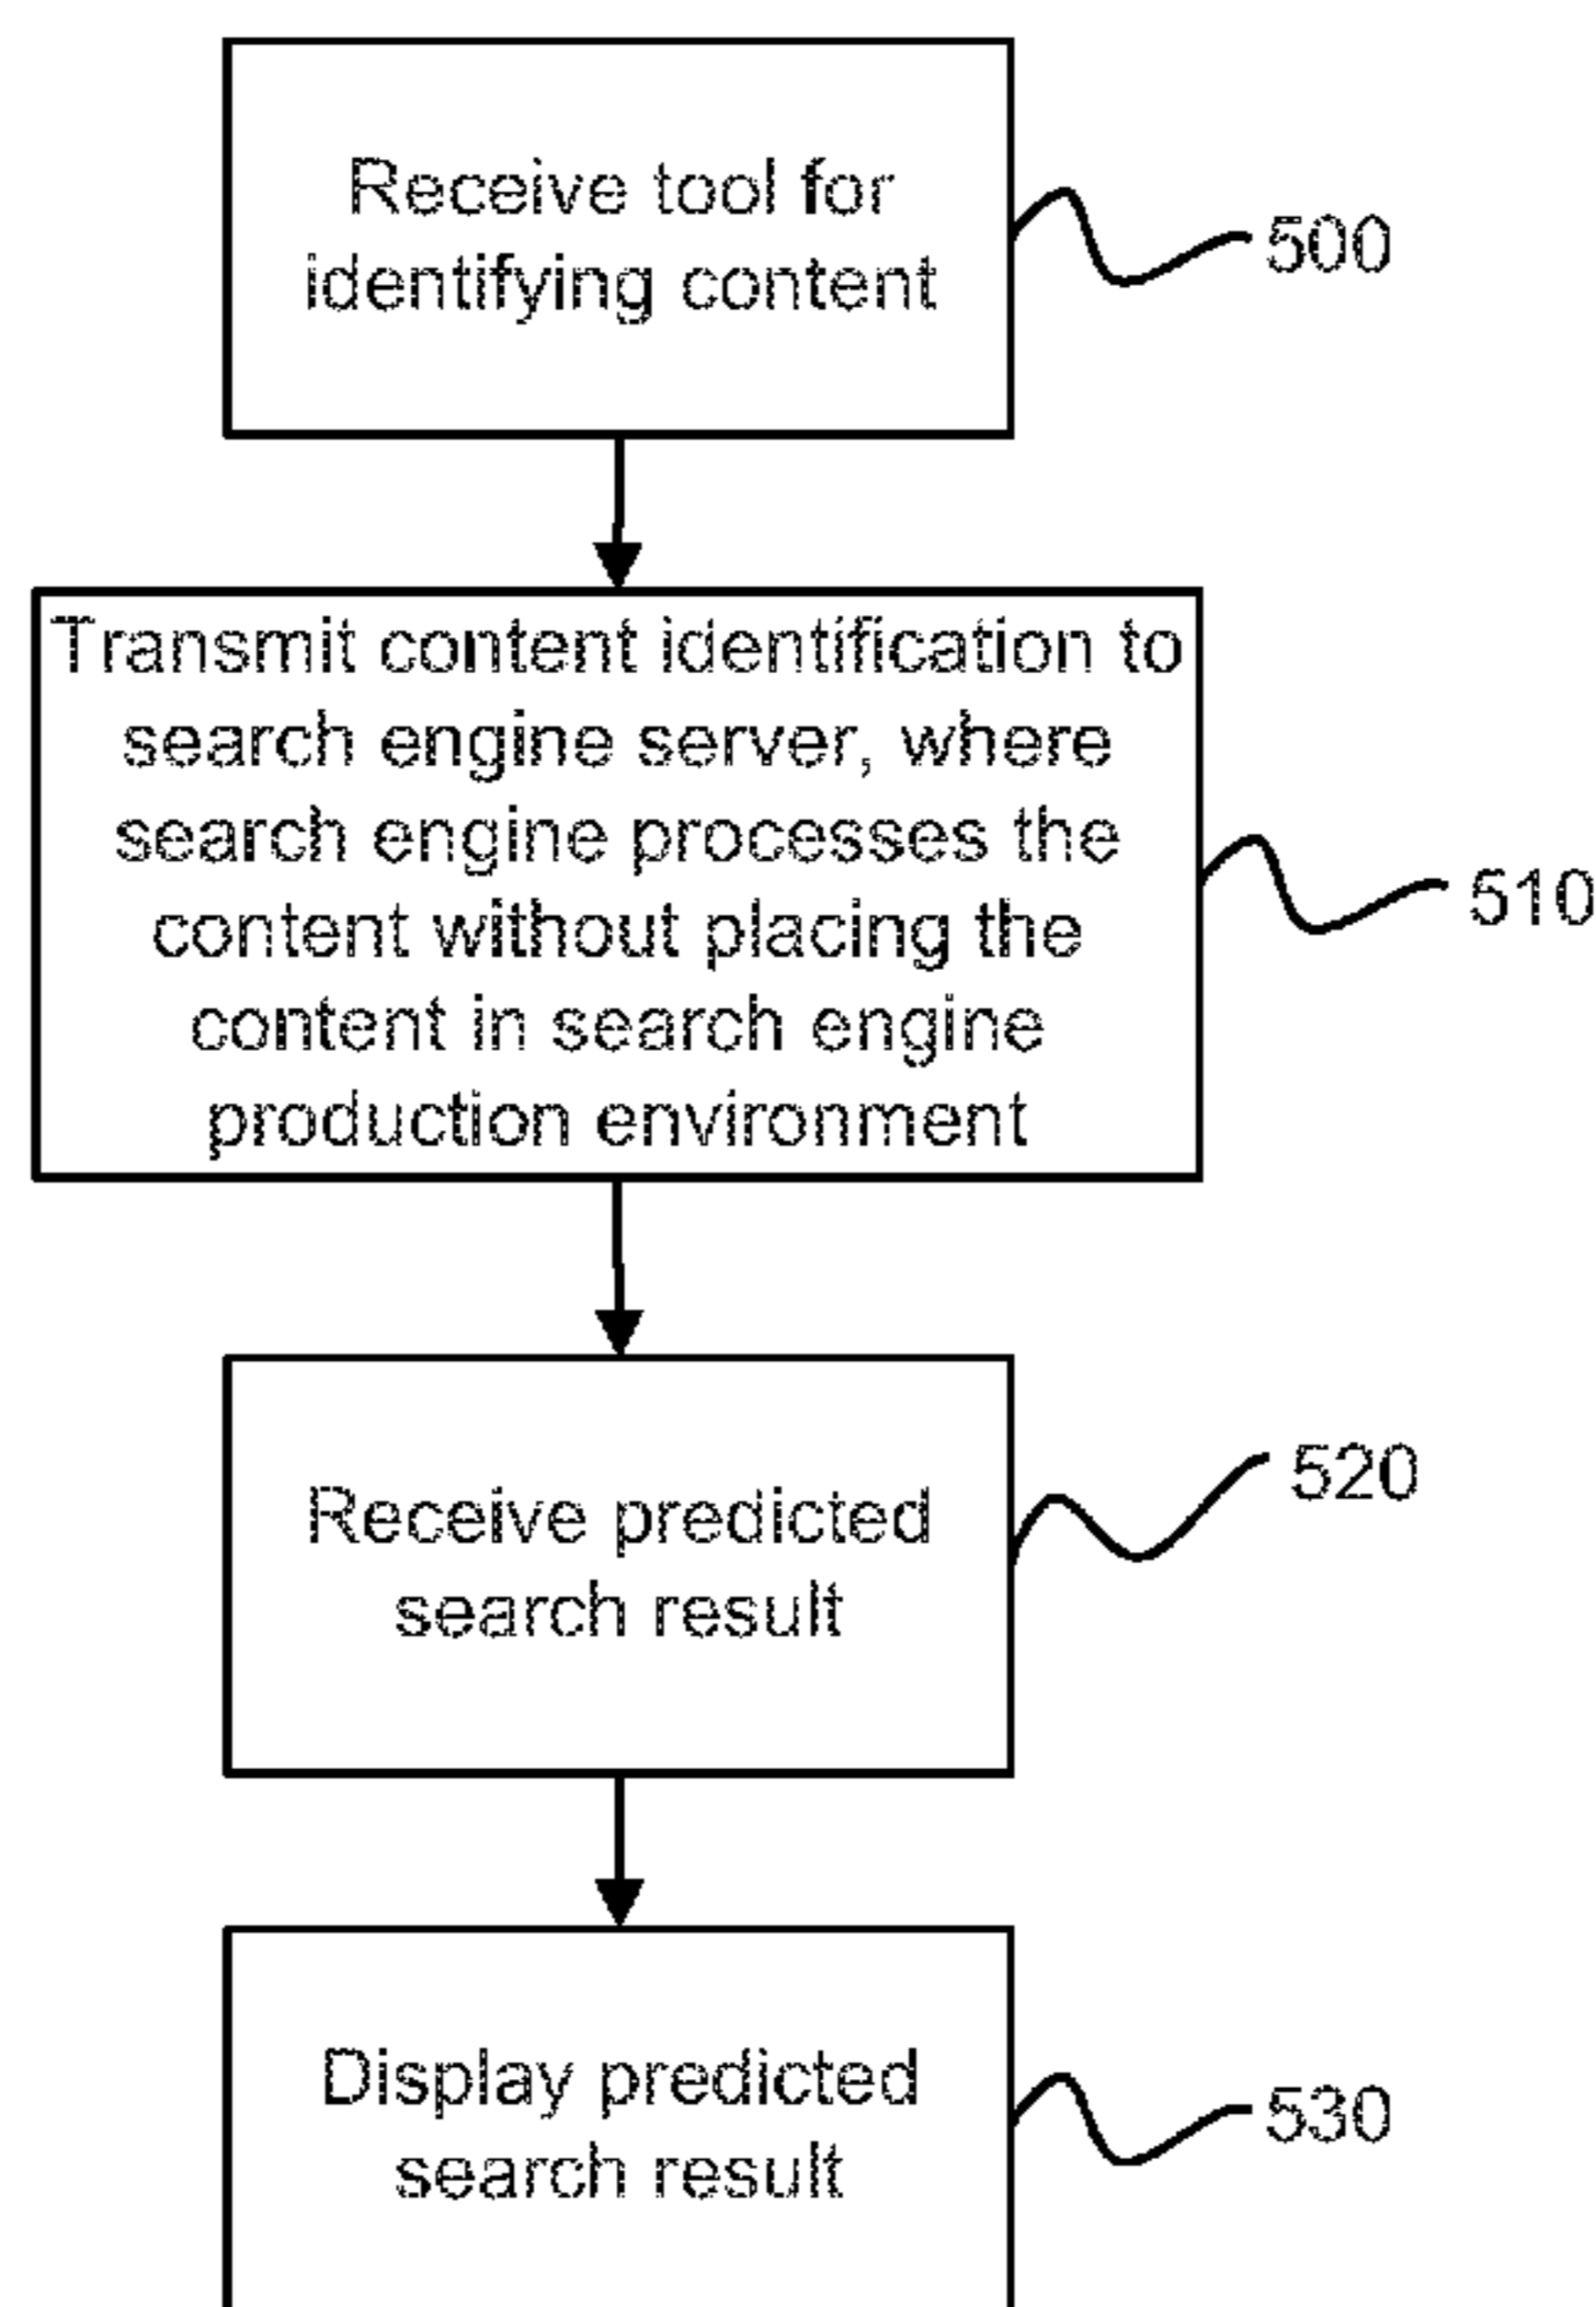 Receive tool for
identifying content
500
Transmit content identification to
search engine server, where
search engine processes the
content without placing the
content in search engine
production environment
510
Receive predicted
search result
520
Display predicted
search result
530